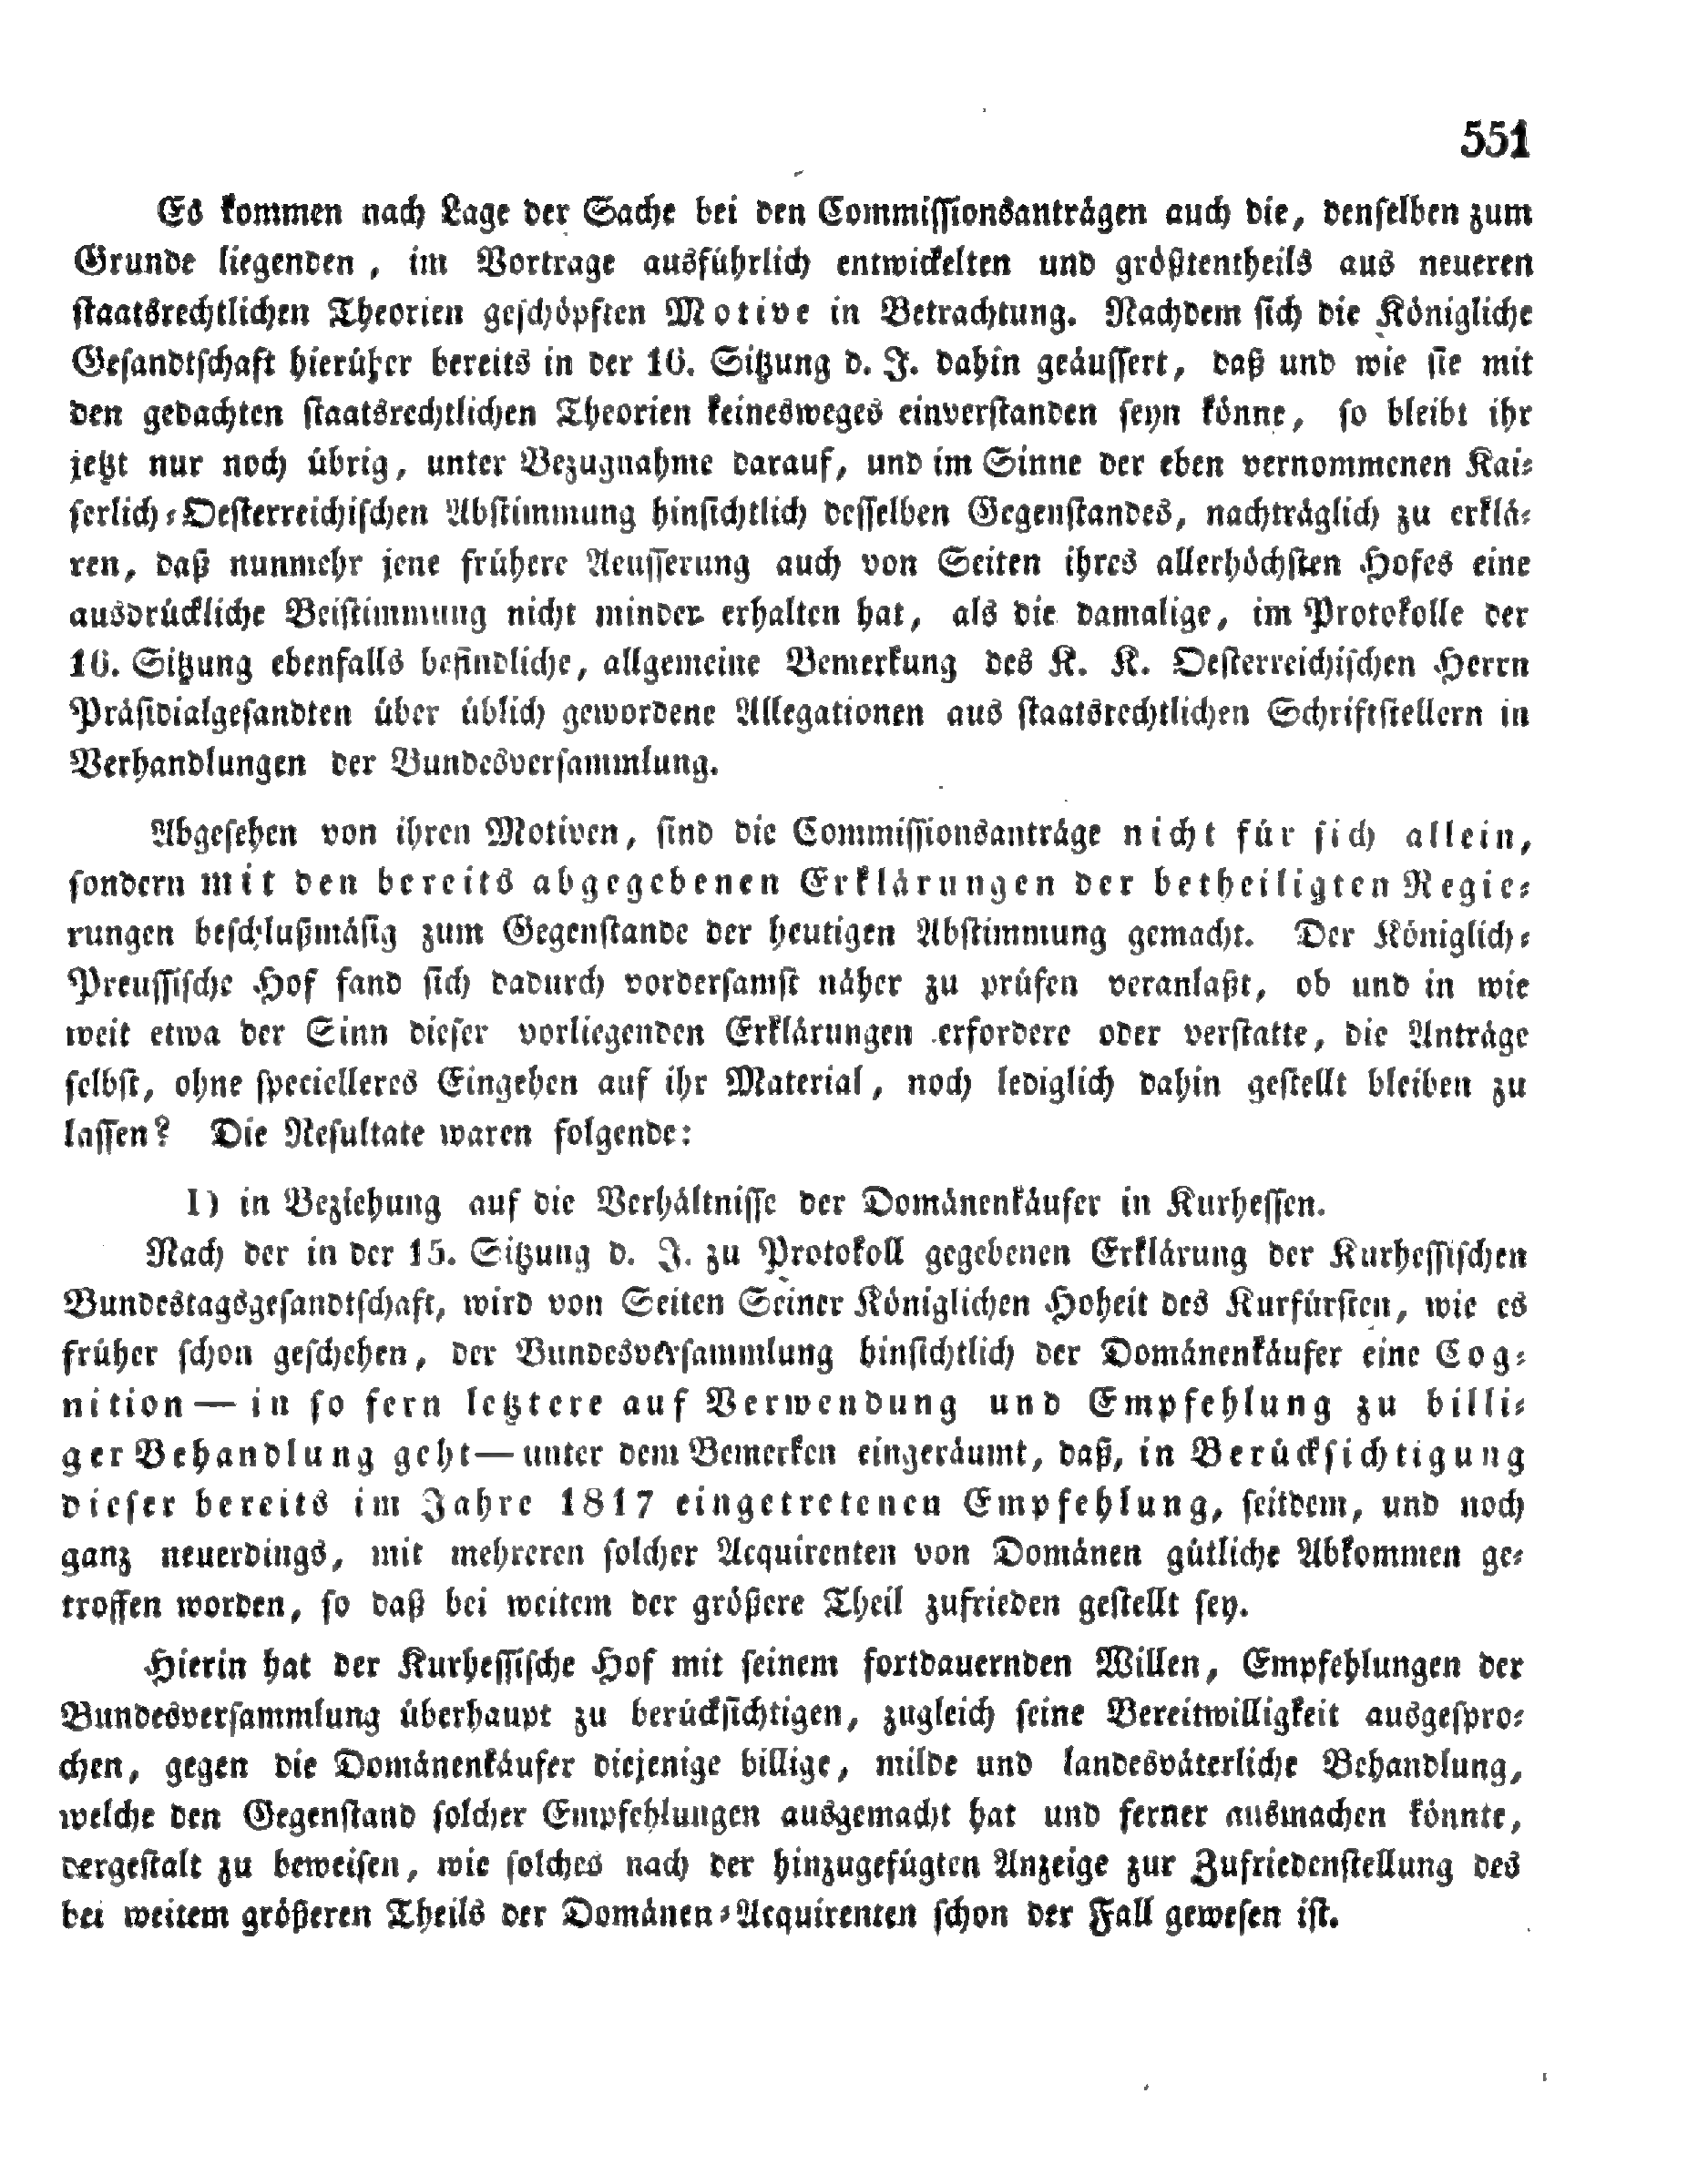 551
Es kommen nach Lage der Sache bei den Commissionsanträgen auch die, denselben zum
Grunde liegenden, im Vortrage ausführlich entwickelten und größtentheils aus neueren
staatsrechtlichen Theorien geschöpften Motive in Betrachtung. Nachdem sich die Königliche
Gesandtschaft hierüber bereits in der 16. Sitzung d. J. dahin geäussert, daß und wie sie mit
den gedachten staatsrechtlichen Theorien keinesweges einverstanden seyn könne, so bleibt ihr
jetzt nur noch übrig, unter Bezugnahme darauf, und im Sinne der eben vernommenen Kai-
serlich-Oesterreichischen Abstimmung hinsichtlich desselben Gegenstandes, nachträglich zu erklä-
ren, daß nunmehr jene frühere Aeusserung auch von Seiten ihres allerhöchsten Hofes eine
ausdrückliche Beistimmung nicht minder erhalten hat, als die damalige, im Protokolle der
16. Sitzung ebenfalls befindliche, allgemeine Bemerkung des K. K. Oesterreichischen Herrn
Präsidialgesandten über üblich gewordene Allegationen aus staatsrechtlichen Schriftstellern in
Verhandlungen der Bundesversammlung.
Abgesehen von ihren Motiven, sind die Commissionsanträge nicht für sich allein,
sondern mit den bereits abgegebenen Erklärungen der betheiligten Regie-
rungen beschlußmäsig zum Gegenstande der heutigen Abstimmung gemacht. Der Königlich-
Preussische Hof fand sich dadurch vordersamst näher zu prüfen veranlaßt, ob und in wie
weit etwa der Sinn dieser vorliegenden Erklärungen erfordere oder verstatte, die Anträge
selbst, ohne specielleres Eingehen auf ihr Material, noch lediglich dahin gestellt bleiben zu
lassen? Die Resultate waren folgende:
I) in Beziehung auf die Verhältnisse der Domänenkäufer in Kurhessen.
Nach der in der 15. Sitzung d. J. zu Protokoll gegebenen Erklärung der Kurhessischen
Bundestagsgesandtschaft, wird von Seiten Seiner Königlichen Hoheit des Kurfürsten, wie es
früher schon geschehen, der Bundesversammlung hinsichtlich der Domänenkäufer eine Cog-
nition — in so fern letztere auf Verwendung und Empfehlung zu billi-
ger Behandlung geht — unter dem Bemerken eingeräumt, daß, in Berücksichtigung
dieser bereits im Jahre 1817 eingetretenen Empfehlung, seitdem, und noch
ganz neuerdings, mit mehreren solcher Acquirenten von Domänen gütliche Abkommen ge-
troffen worden, so daß bei weitem der größere Theil zufrieden gestellt sey.
Hierin hat der Kurhessische Hof mit seinem fortdauernden Willen, Empfehlungen der
Bundesversammlung überhaupt zu berücksichtigen, zugleich seine Bereitwilligkeit ausgespro-
chen, gegen die Domänenkäufer diejenige billige, milde und landesväterliche Behandlung,
welche den Gegenstand solcher Empfehlungen ausgemacht hat und ferner ausmachen könnte,
dergestalt zu beweisen, wie solches nach der hinzugefügten Anzeige zur Zufriedenstellung des
bei weitem größeren Theils der Domänen-Acquirenten schon der Fall gewesen ist.